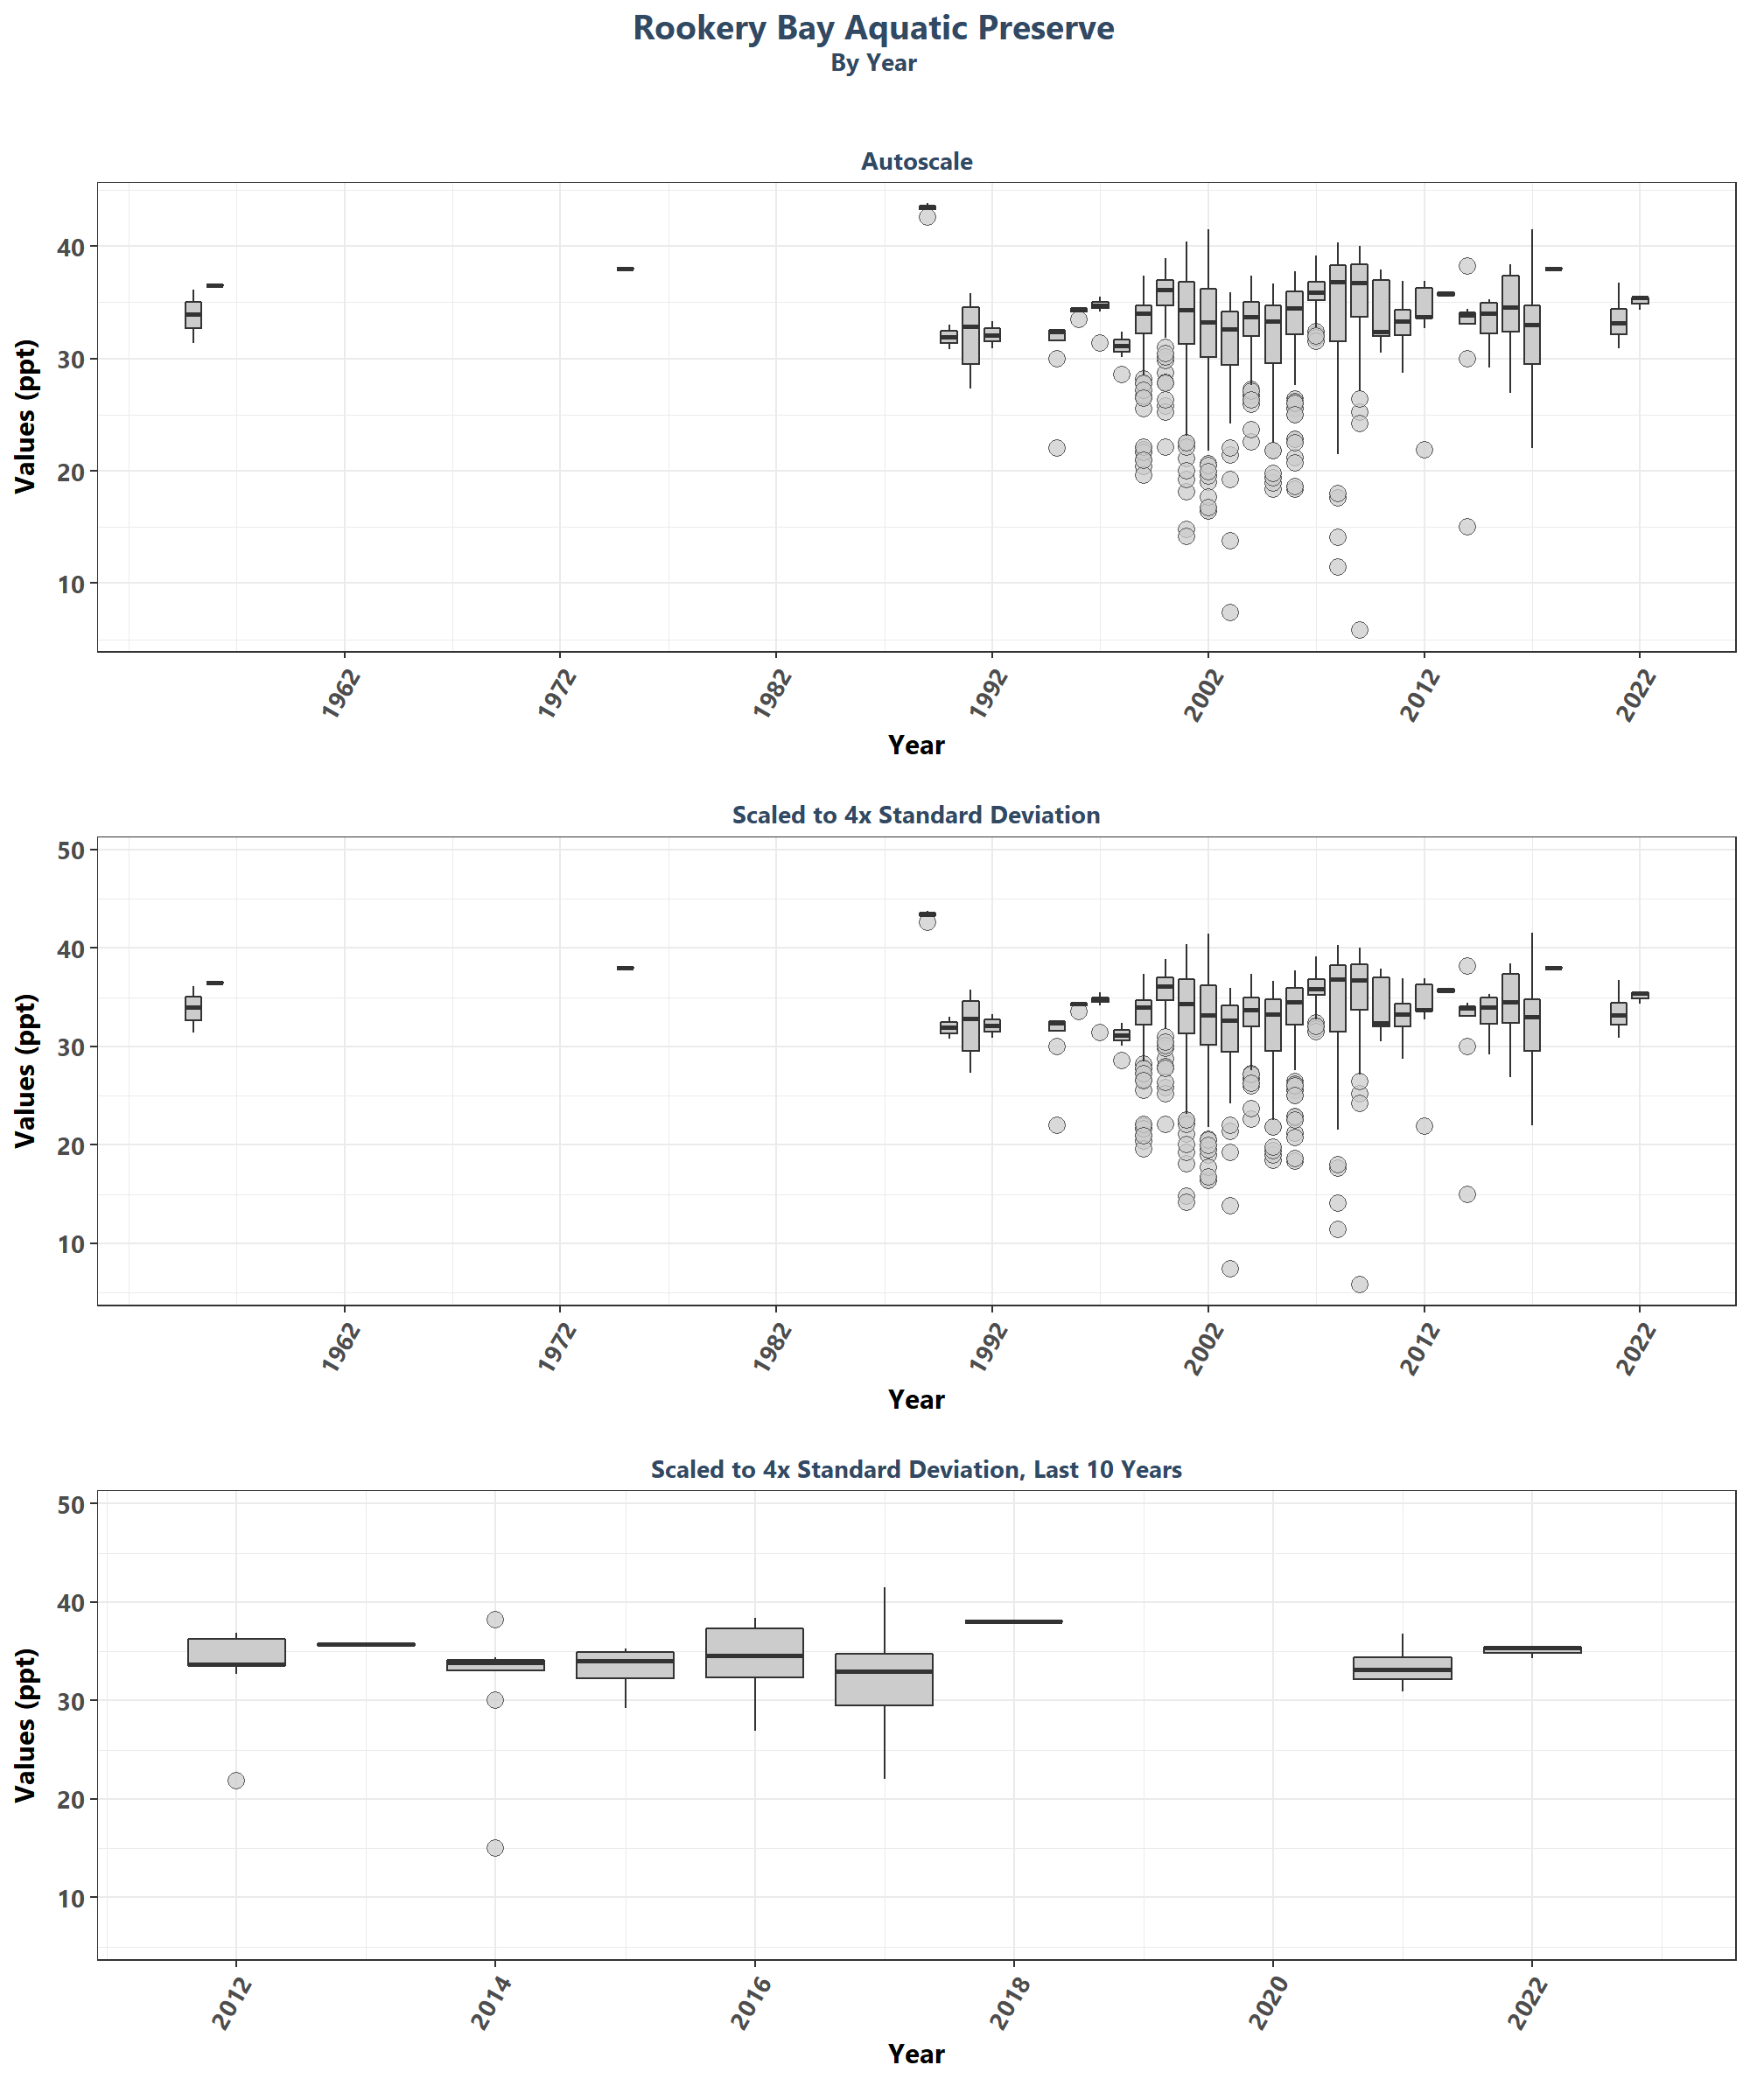 Rookery Bay Aquatic Preserve
By Year
Autoscale
Values (ppt)
40
30
20
10
1962 1972 1982 1992 2002 2012 2022
Year
Scaled to 4x Standard Deviation
Values (ppt)
50
40
30
20
10
1962 1972 1982 1992 2002 2012 2022
Year
Scaled to 4x Standard Deviation, Last 10 Years
Values (ppt)
50
40
30
20
10
2012 2014 2016 2018 2020 2022
Year